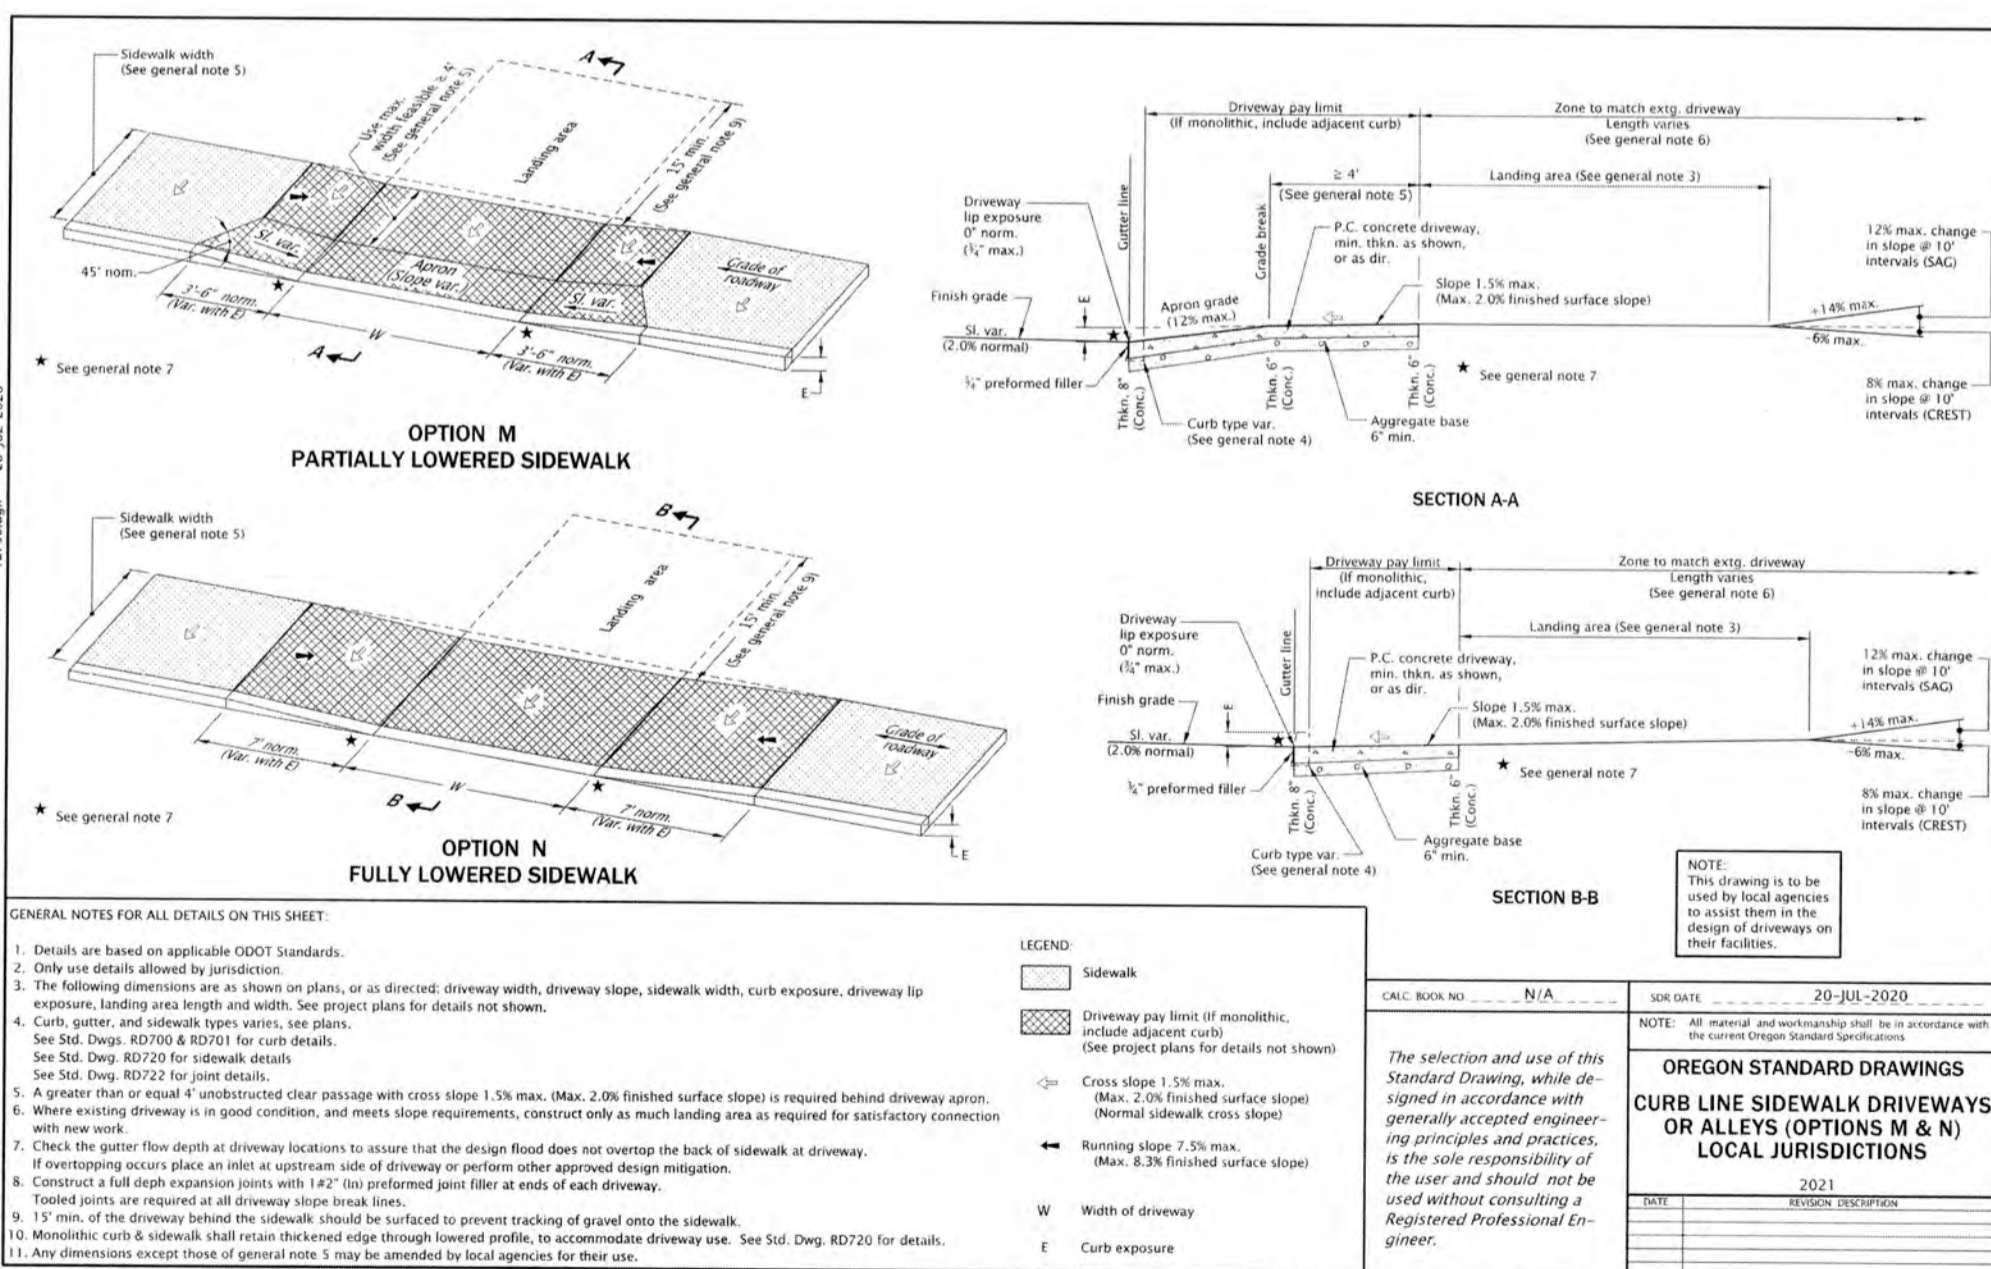 Sidewalk width
(See general note 5)
Use max.
width feasible ≥ 4'
(See general note 5)
A
Landing area
15' min.
(See general note 9)
Sl. var.
45° nom.
Apron
(Slope var.)
Sl. var.
Grade of
roadway
3'-6" norm.
(Var. with E)
W
A
3'-6" norm.
(Var. with E)
E
★ See general note 7
OPTION M
PARTIALLY LOWERED SIDEWALK
Driveway pay limit
(If monolithic, include adjacent curb)
Zone to match extg. driveway
Length varies
(See general note 6)
≥ 4'
(See general note 5)
Landing area (See general note 3)
Driveway
lip exposure
0" norm.
(¾" max.)
Gutter line
Grade break
P.C. concrete driveway,
min. thkn. as shown,
or as dir.
12% max. change
in slope @ 10'
intervals (SAG)
Finish grade
E
Apron grade
(12% max.)
Slope 1.5% max.
(Max. 2.0% finished surface slope)
+14% max.
-6% max.
Sl. var.
(2.0% normal)
¾" preformed filler
Thkn. 8"
(Conc.)
Thkn. 6"
(Conc.)
Thkn. 6"
(Conc.)
★ See general note 7
8% max. change
in slope @ 10'
intervals (CREST)
Curb type var.
(See general note 4)
Aggregate base
6" min.
SECTION A-A
Sidewalk width
(See general note 5)
B
Landing area
15' min.
(See general note 9)
Grade of
roadway
7' norm.
(Var. with E)
W
B
7' norm.
(Var. with E)
E
★ See general note 7
OPTION N
FULLY LOWERED SIDEWALK
Driveway pay limit
(If monolithic,
include adjacent curb)
Zone to match extg. driveway
Length varies
(See general note 6)
Landing area (See general note 3)
Driveway
lip exposure
0" norm.
(¾" max.)
Gutter line
P.C. concrete driveway,
min. thkn. as shown,
or as dir.
12% max. change
in slope @ 10'
intervals (SAG)
Finish grade
E
Slope 1.5% max.
(Max. 2.0% finished surface slope)
+14% max.
-6% max.
Sl. var.
(2.0% normal)
¾" preformed filler
Thkn. 8"
(Conc.)
Thkn. 6"
(Conc.)
★ See general note 7
8% max. change
in slope @ 10'
intervals (CREST)
Curb type var.
(See general note 4)
Aggregate base
6" min.
SECTION B-B
NOTE:
This drawing is to be
used by local agencies
to assist them in the
design of driveways on
their facilities.
GENERAL NOTES FOR ALL DETAILS ON THIS SHEET:
1. Details are based on applicable ODOT Standards.
2. Only use details allowed by jurisdiction.
3. The following dimensions are as shown on plans, or as directed: driveway width, driveway slope, sidewalk width, curb exposure, driveway lip
exposure, landing area length and width. See project plans for details not shown.
4. Curb, gutter, and sidewalk types varies, see plans.
See Std. Dwgs. RD700 & RD701 for curb details.
See Std. Dwg. RD720 for sidewalk details
See Std. Dwg. RD722 for joint details.
5. A greater than or equal 4' unobstructed clear passage with cross slope 1.5% max. (Max. 2.0% finished surface slope) is required behind driveway apron.
6. Where existing driveway is in good condition, and meets slope requirements, construct only as much landing area as required for satisfactory connection
with new work.
7. Check the gutter flow depth at driveway locations to assure that the design flood does not overtop the back of sidewalk at driveway.
If overtopping occurs place an inlet at upstream side of driveway or perform other approved design mitigation.
8. Construct a full deph expansion joints with 1#2" (In) preformed joint filler at ends of each driveway.
Tooled joints are required at all driveway slope break lines.
9. 15' min. of the driveway behind the sidewalk should be surfaced to prevent tracking of gravel onto the sidewalk.
10. Monolithic curb & sidewalk shall retain thickened edge through lowered profile, to accommodate driveway use. See Std. Dwg. RD720 for details.
11. Any dimensions except those of general note 5 may be amended by local agencies for their use.
LEGEND:
Sidewalk
Driveway pay limit (If monolithic,
include adjacent curb)
(See project plans for details not shown)
Cross slope 1.5% max.
(Max. 2.0% finished surface slope)
(Normal sidewalk cross slope)
Running slope 7.5% max.
(Max. 8.3% finished surface slope)
W Width of driveway
E Curb exposure
CALC. BOOK NO. N/A
SDR DATE 20-JUL-2020
NOTE: All material and workmanship shall be in accordance with
the current Oregon Standard Specifications
The selection and use of this
Standard Drawing, while de-
signed in accordance with
generally accepted engineer-
ing principles and practices,
is the sole responsibility of
the user and should not be
used without consulting a
Registered Professional En-
gineer.
OREGON STANDARD DRAWINGS
CURB LINE SIDEWALK DRIVEWAYS
OR ALLEYS (OPTIONS M & N)
LOCAL JURISDICTIONS
2021
DATE REVISION DESCRIPTION